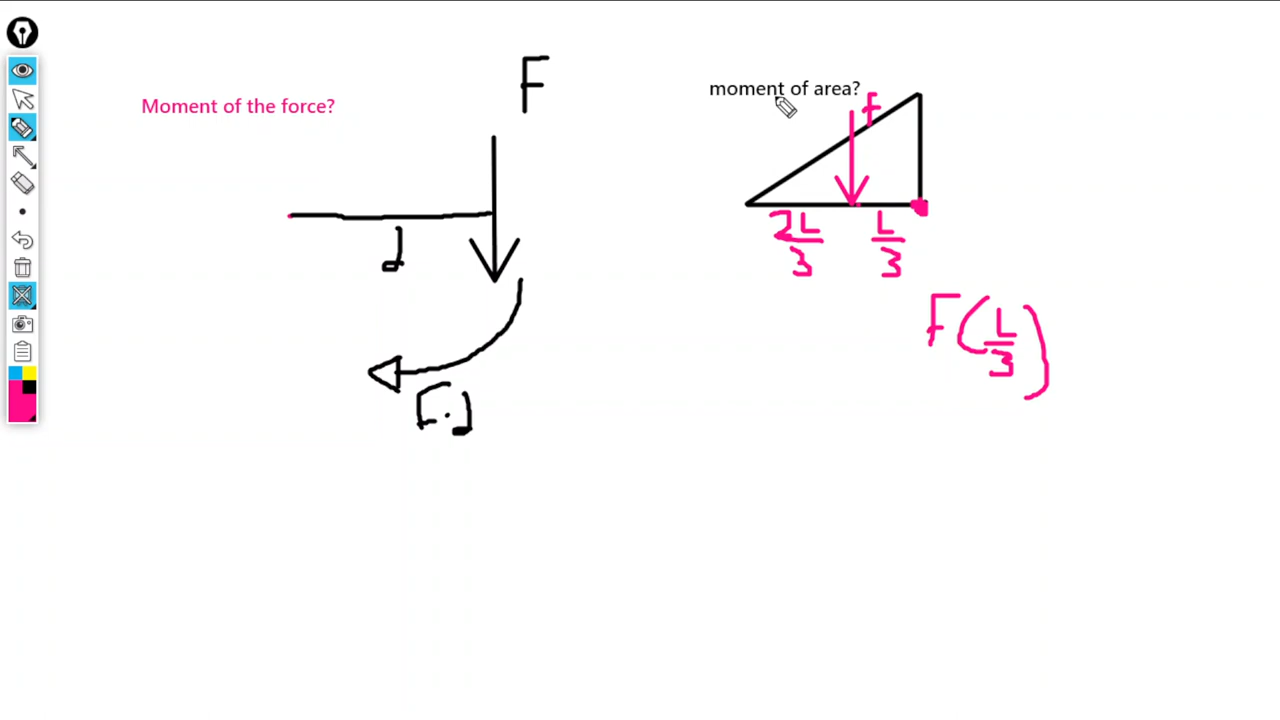 Moment of the force?
F
d
F.d
moment of area?
F
2L/3
L/3
F(L/3)